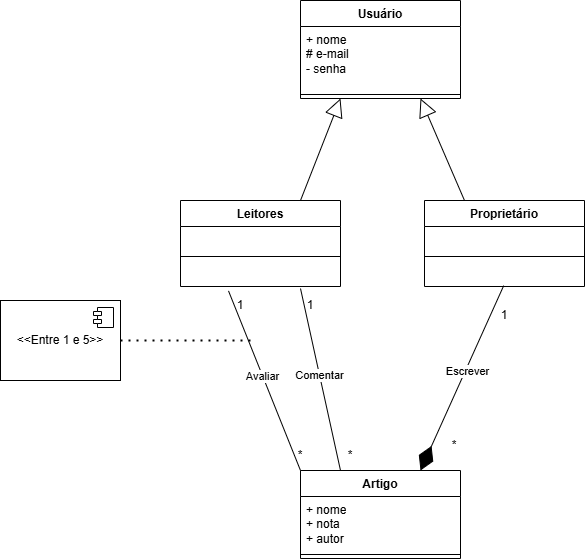 Usuário
+ nome
# e-mail
- senha
Leitores
Proprietário
1
1
1
<<Entre 1 e 5>>
Avaliar
Comentar
Escrever
*
*
*
Artigo
+ nome
+ nota
+ autor